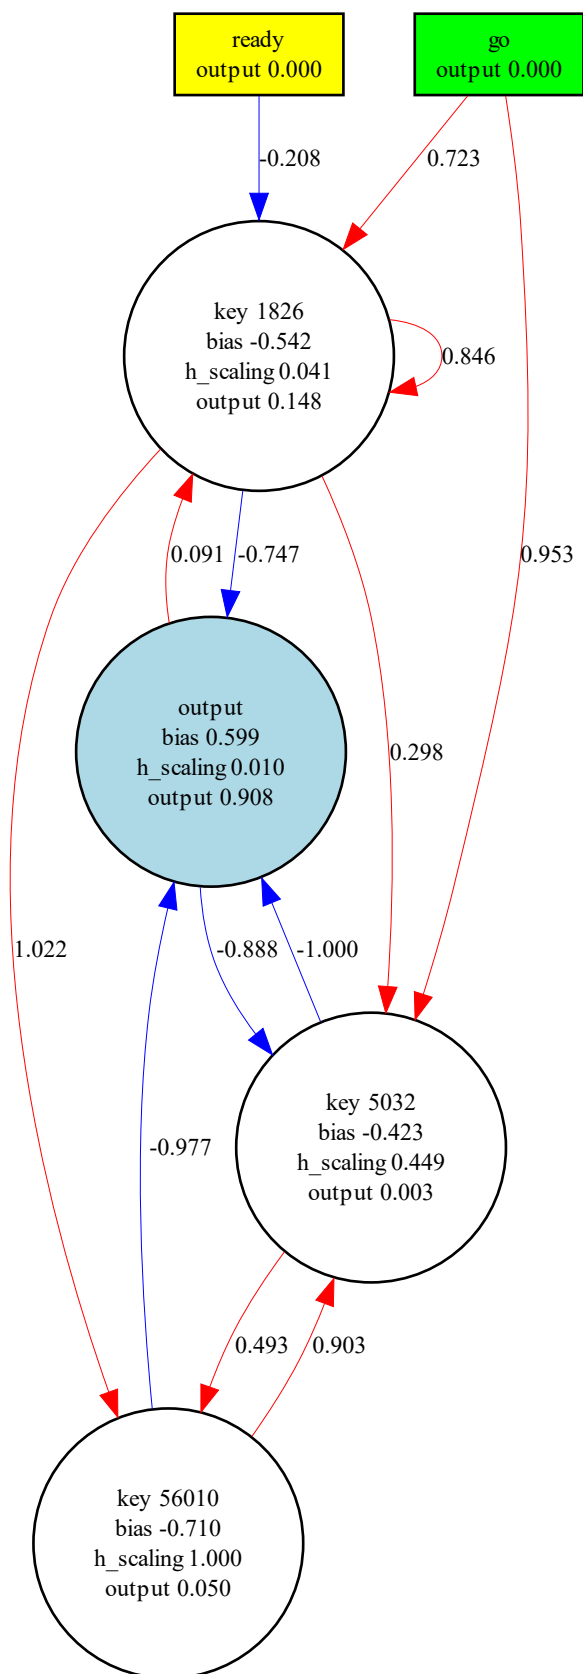 ready
output 0.000
go
output 0.000
-0.208
0.723
key 1826
bias -0.542
h_scaling 0.041
output 0.148
0.846
0.091
-0.747
0.953
output
bias 0.599
h_scaling 0.010
output 0.908
0.298
1.022
-0.888
-1.000
key 5032
bias -0.423
h_scaling 0.449
output 0.003
-0.977
0.493
0.903
key 56010
bias -0.710
h_scaling 1.000
output 0.050